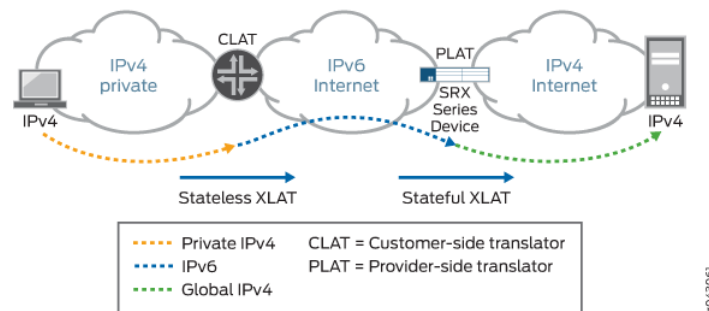 CLAT
PLAT
IPv4
private
IPv6
Internet
IPv4
Internet
SRX
Series
Device
IPv4
IPv4
Stateless XLAT
Stateful XLAT
Private IPv4
CLAT = Customer-side translator
IPv6
PLAT = Provider-side translator
Global IPv4